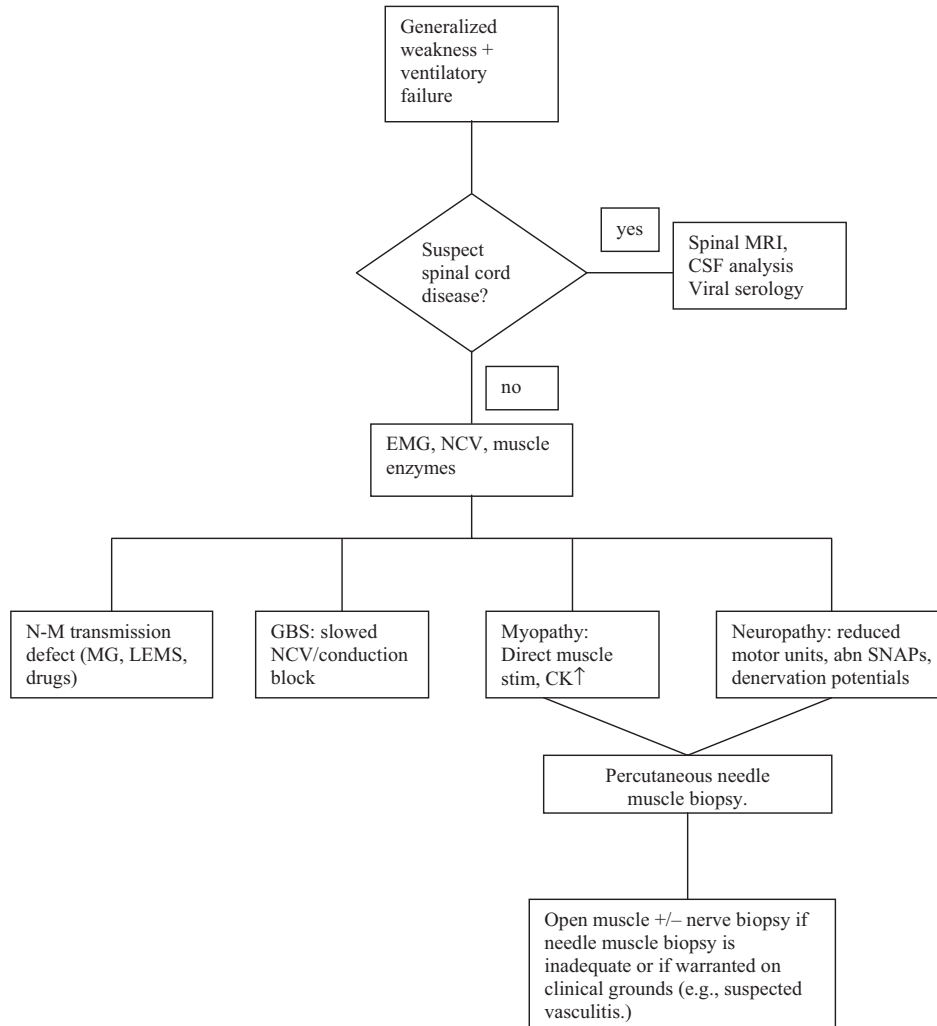 Generalized
weakness +
ventilatory
failure
yes
Suspect
spinal cord
disease?
Spinal MRI,
CSF analysis
Viral serology
no
EMG, NCV, muscle
enzymes
N-M transmission
defect (MG, LEMS,
drugs)
GBS: slowed
NCV/conduction
block
Myopathy:
Direct muscle
stim, CK↑
Neuropathy: reduced
motor units, abn SNAPs,
denervation potentials
Percutaneous needle
muscle biopsy.
Open muscle +/– nerve biopsy if
needle muscle biopsy is
inadequate or if warranted on
clinical grounds (e.g., suspected
vasculitis.)